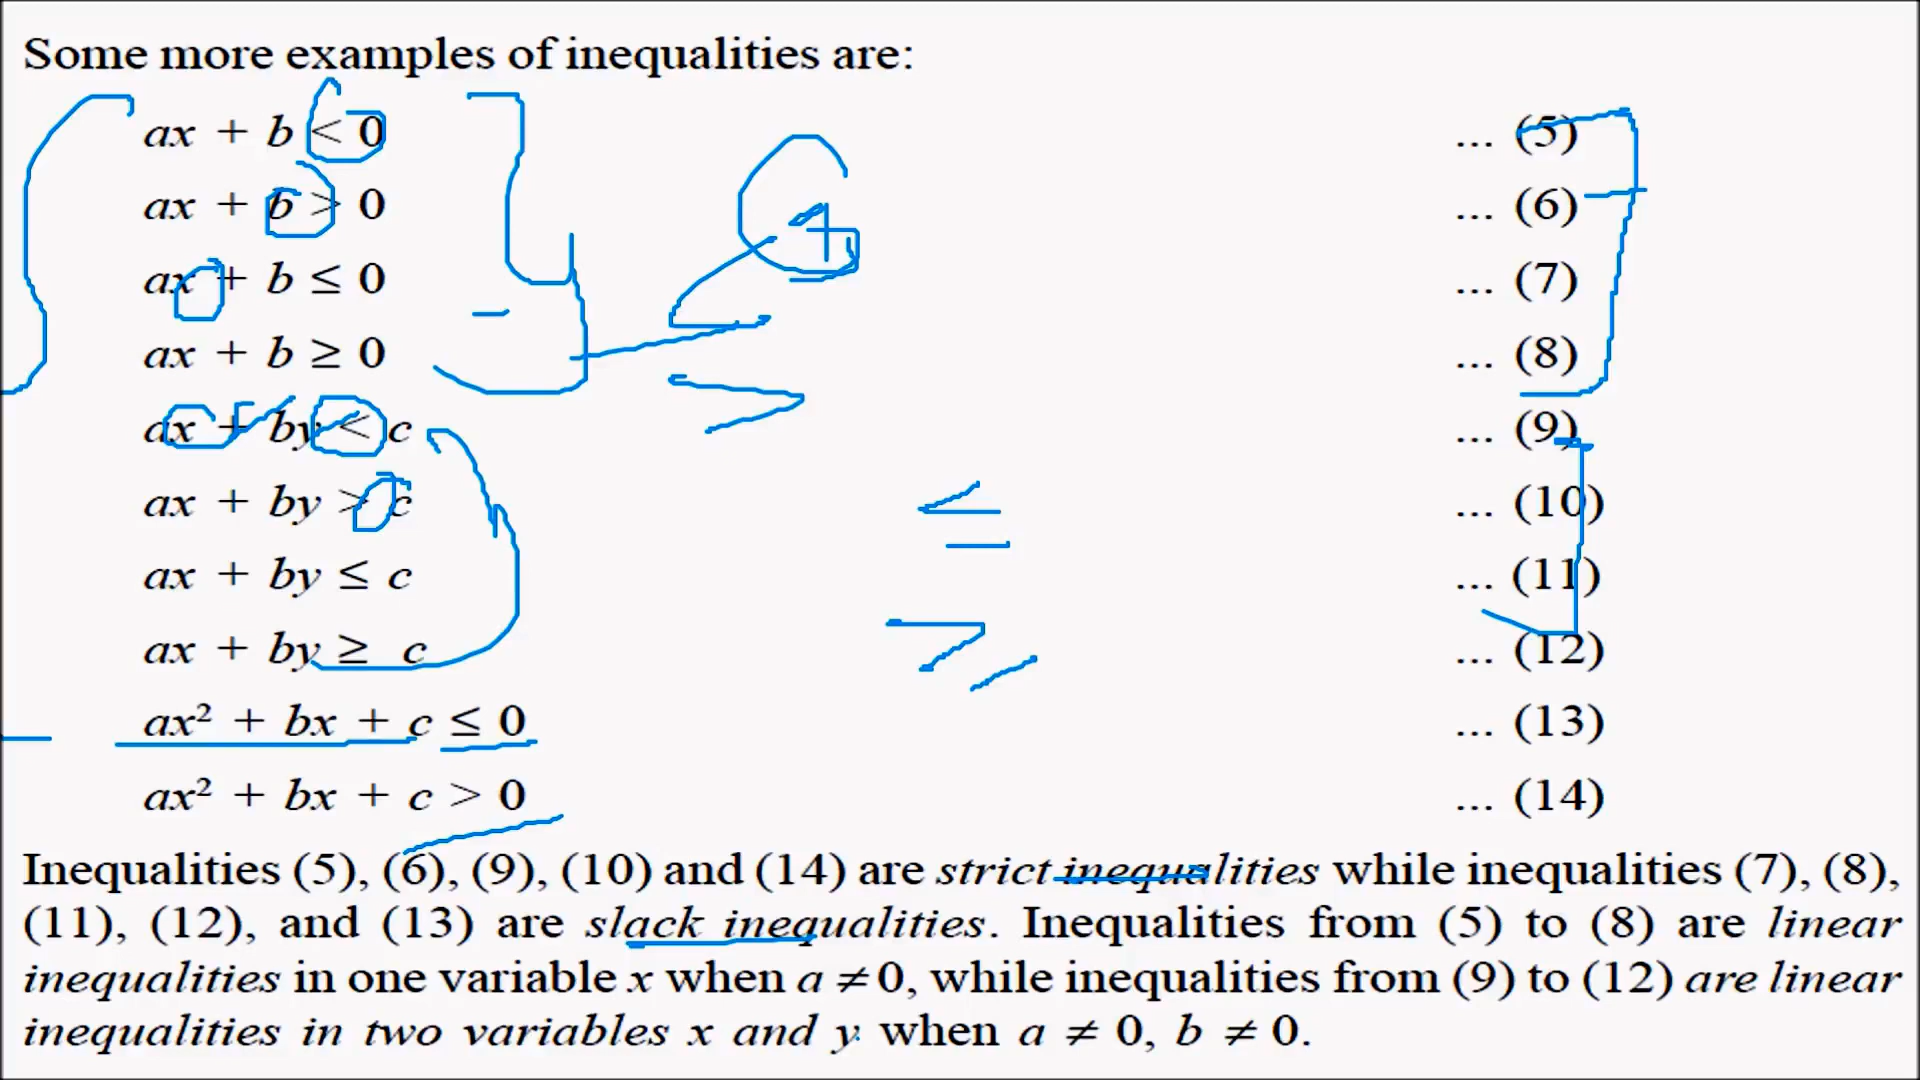 Some more examples of inequalities are:
ax + b < 0 ... (5)
ax + b > 0 ... (6)
ax + b ≤ 0 ... (7)
ax + b ≥ 0 ... (8)
ax + by < c ... (9)
ax + by > c ... (10)
ax + by ≤ c ... (11)
ax + by ≥ c ... (12)
ax² + bx + c ≤ 0 ... (13)
ax² + bx + c > 0 ... (14)
Inequalities (5), (6), (9), (10) and (14) are strict inequalities while inequalities (7), (8),
(11), (12), and (13) are slack inequalities. Inequalities from (5) to (8) are linear
inequalities in one variable x when a ≠ 0, while inequalities from (9) to (12) are linear
inequalities in two variables x and y when a ≠ 0, b ≠ 0.